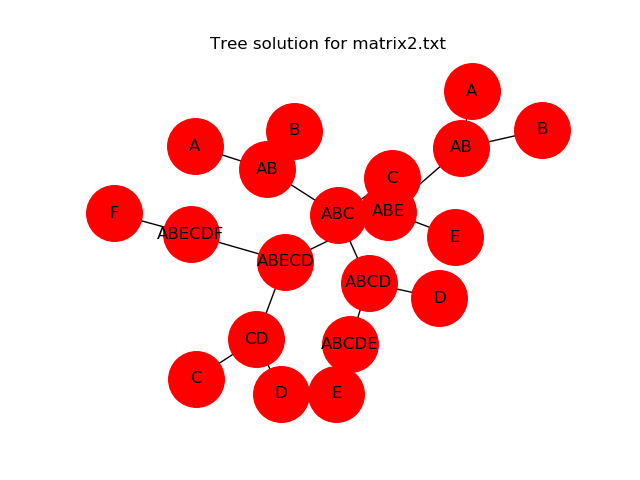 Tree solution for matrix2.txt
A
B
A
B
AB
AB
C
F
ABC
ABE
ABECDF
E
ABECD
ABCD
D
CD
ABCDE
C
D
E